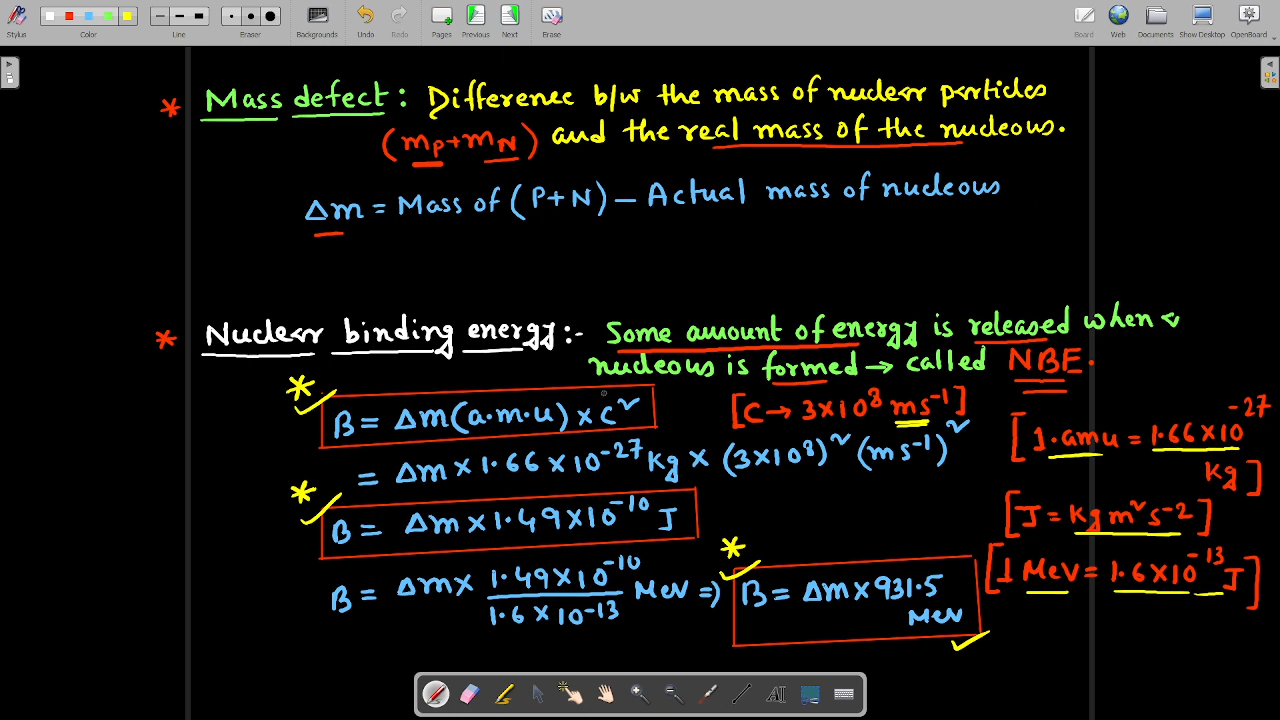 Stylus Color Line Eraser Backgrounds Undo Redo Pages Previous Next Erase Board Web Documents Show Desktop OpenBoard
* Mass defect: Difference b/w the mass of nuclear particles
(mP+mN) and the real mass of the nucleous.
Δm = Mass of (P+N) – Actual mass of nucleous
* Nuclear binding energy:- Some amount of energy is released when a
nucleous is formed → called NBE.
* B = Δm(a.m.u) × c² [C → 3×10⁸ ms⁻¹]
[1.amu = 1.66×10⁻²⁷
= Δm × 1.66 × 10⁻²⁷ Kg × (3×10⁸)² (ms⁻¹)²
Kg]
* B = Δm × 1.49×10⁻¹⁰ J [J = Kg m² s-2]
B = Δm × 1.49×10⁻¹⁰ / 1.6×10⁻¹³ MeV ⇒ * B = Δm × 931.5 [1 MeV = 1.6×10⁻¹³ J]
MeV
AI